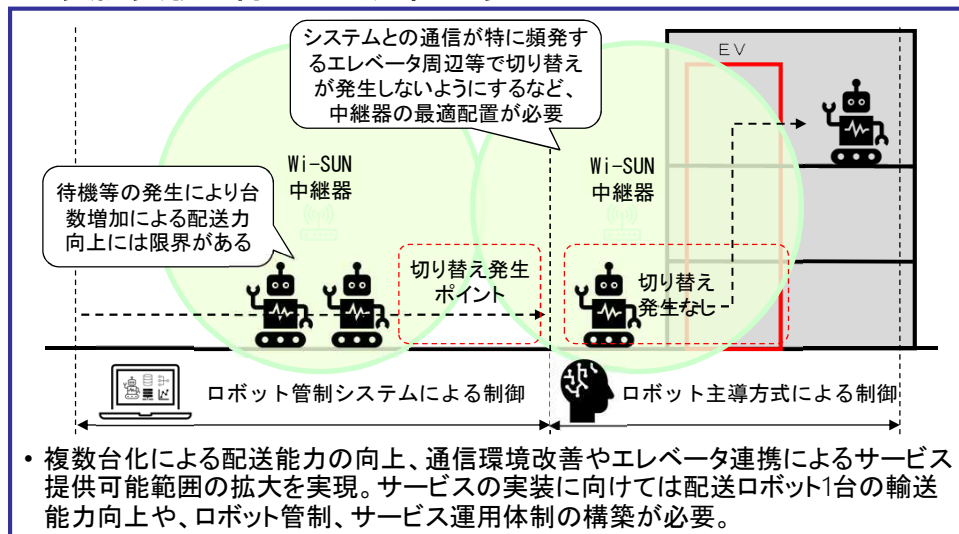 システムとの通信が特に頻発す
るエレベータ周辺等で切り替え
が発生しないようにするなど、
中継器の最適配置が必要
EV
Wi-SUN
中継器
Wi-SUN
中継器
待機等の発生により台
数増加による配送力
向上には限界がある
切り替え発生
ポイント
切り替え
発生なし
ロボット管制システムによる制御
ロボット主導方式による制御
・複数台化による配送能力の向上、通信環境改善やエレベータ連携によるサービス
提供可能範囲の拡大を実現。サービスの実装に向けては配送ロボット1台の輸送
能力向上や、ロボット管制、サービス運用体制の構築が必要。